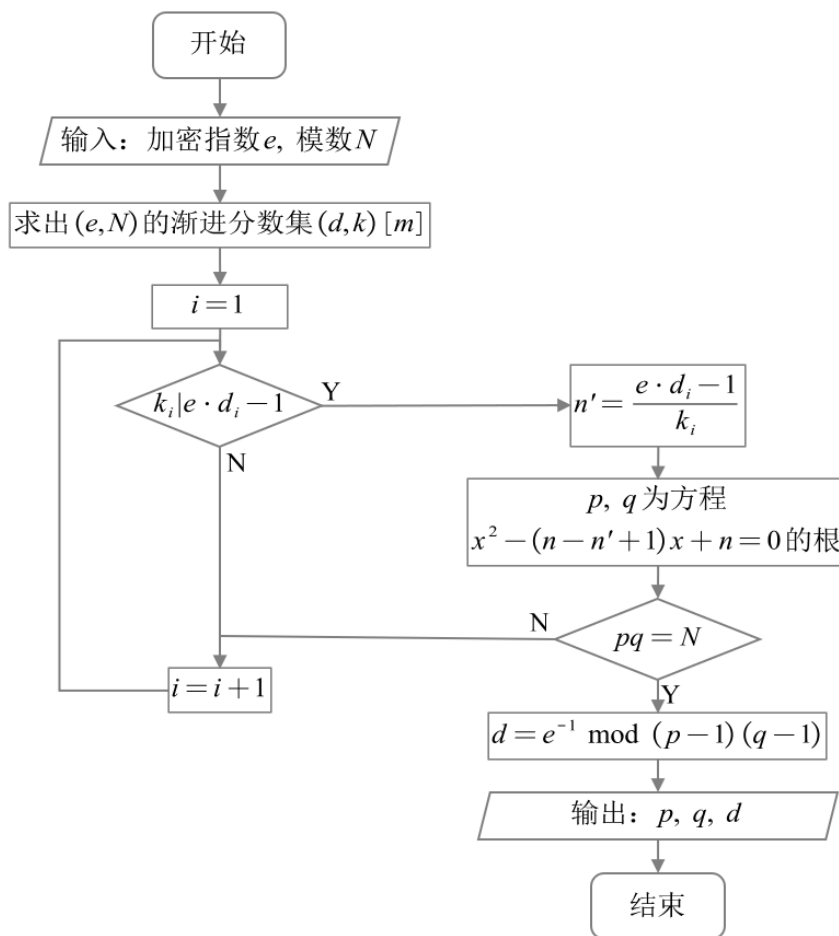 开始
输入：加密指数e, 模数N
求出(e,N)的渐进分数集(d,k)[m]
i=1
k_i|e·d_i-1
Y
n′=\frac{e·d_i-1}{k_i}
N
p, q为方程
x²-(n-n′+1)x+n=0的根
N
pq=N
Y
i=i+1
d=e⁻¹ mod (p-1)(q-1)
输出：p, q, d
结束